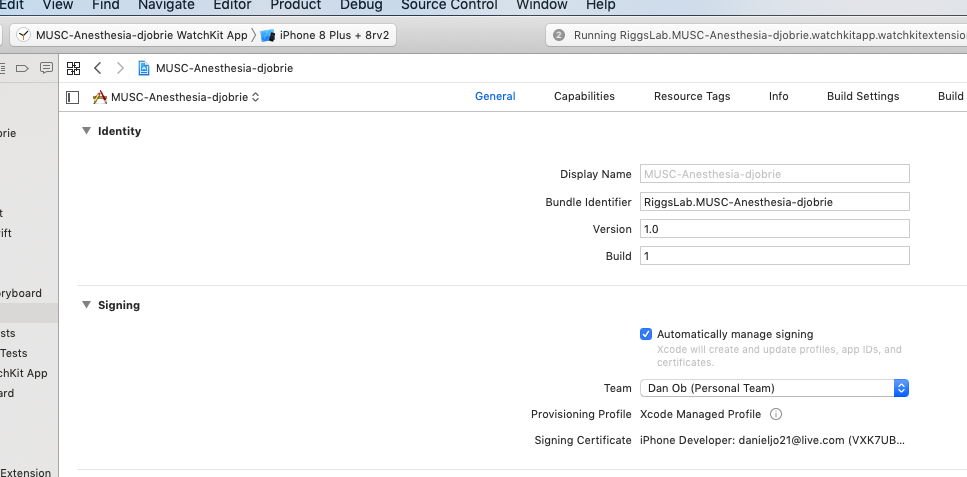 Edit View Find Navigate Editor Product Debug Source Control Window Help
MUSC-Anesthesia-djobrie WatchKit App iPhone 8 Plus + 8rv2 2 Running RiggsLab.MUSC-Anesthesia-djobrie.watchkitapp.watchkitextension
MUSC-Anesthesia-djobrie
MUSC-Anesthesia-djobrie General Capabilities Resource Tags Info Build Settings Build
Identity
brie
Display Name MUSC-Anesthesia-djobrie
Bundle Identifier RiggsLab.MUSC-Anesthesia-djobrie
t
Version 1.0
ift
Build 1
ryboard
Signing
sts
Automatically manage signing
Xcode will create and update profiles, app IDs, and
certificates.
Tests
chKit App
Team Dan Ob (Personal Team)
ard
Provisioning Profile Xcode Managed Profile
Signing Certificate iPhone Developer: danieljo21@live.com (VXK7UB...
Extension